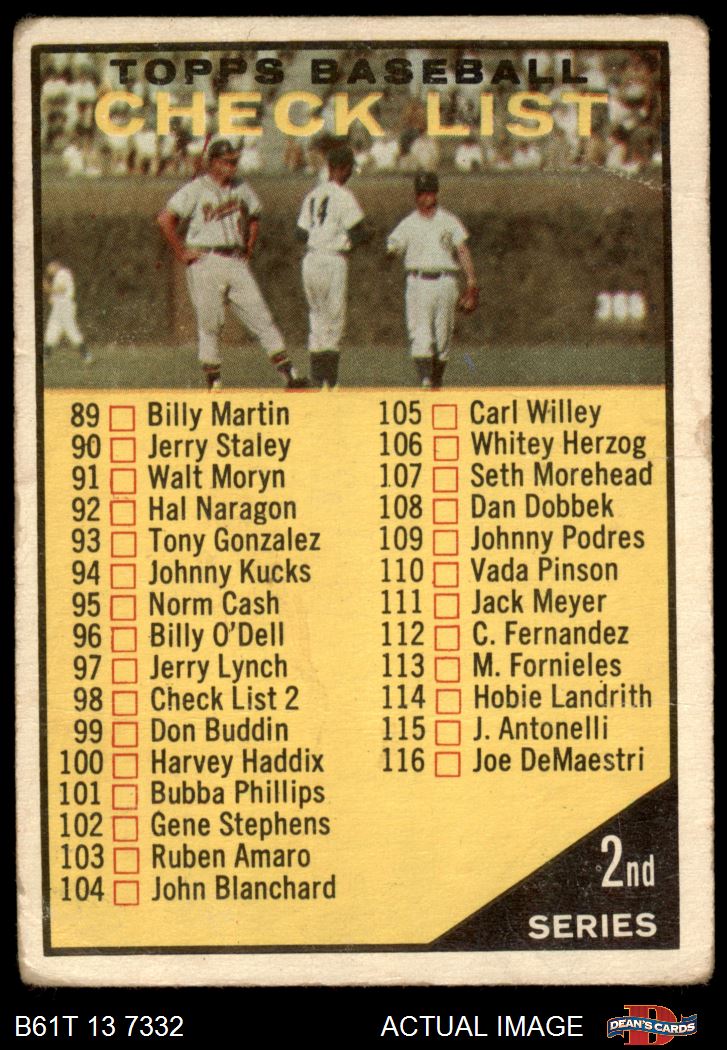 TOPPS BASEBALL
CHECK LIST
Braves
14
368
89 Billy Martin
90 Jerry Staley
91 Walt Moryn
92 Hal Naragon
93 Tony Gonzalez
94 Johnny Kucks
95 Norm Cash
96 Billy O'Dell
97 Jerry Lynch
98 Check List 2
99 Don Buddin
100 Harvey Haddix
101 Bubba Phillips
102 Gene Stephens
103 Ruben Amaro
104 John Blanchard
105 Carl Willey
106 Whitey Herzog
107 Seth Morehead
108 Dan Dobbek
109 Johnny Podres
110 Vada Pinson
111 Jack Meyer
112 C. Fernandez
113 M. Fornieles
114 Hobie Landrith
115 J. Antonelli
116 Joe DeMaestri
2nd
SERIES
B61T 13 7332
ACTUAL IMAGE
DEAN'S CARDS